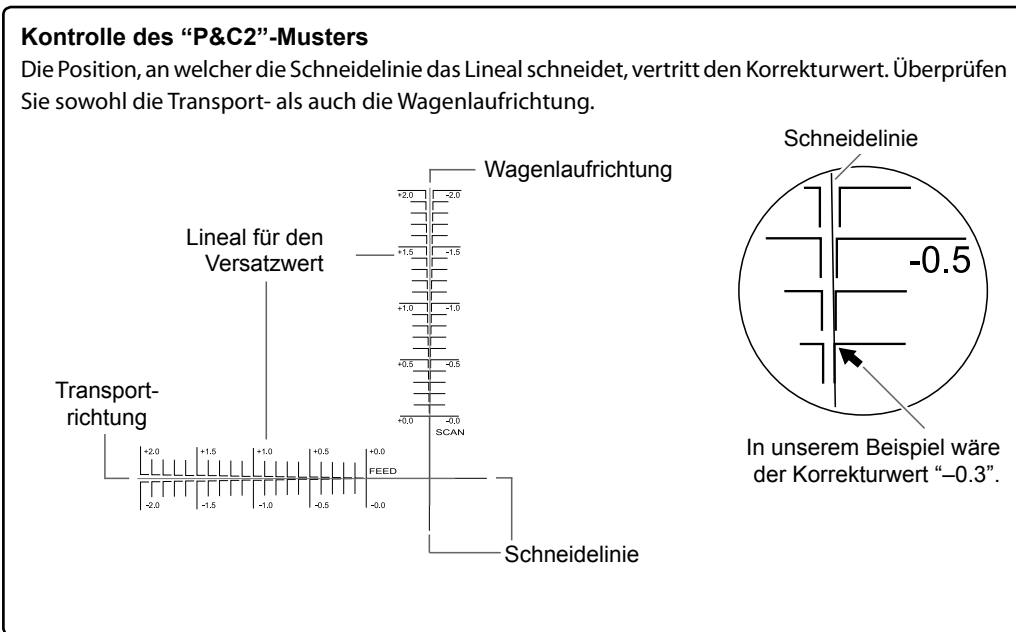 Kontrolle des “P&C2”-Musters
Die Position, an welcher die Schneidelinie das Lineal schneidet, vertritt den Korrekturwert. Überprüfen
Sie sowohl die Transport- als auch die Wagenlaufrichtung.
Wagenlaufrichtung
Lineal für den
Versatzwert
+2.0 -2.0
+1.5 -1.5
+1.0 -1.0
+0.5 -0.5
+0.0 -0.0
SCAN
Transport-
richtung
+2.0 +1.5 +1.0 +0.5 +0.0
FEED
-2.0 -1.5 -1.0 -0.5 -0.0
Schneidelinie
Schneidelinie
-0.5
In unserem Beispiel wäre
der Korrekturwert “–0.3”.